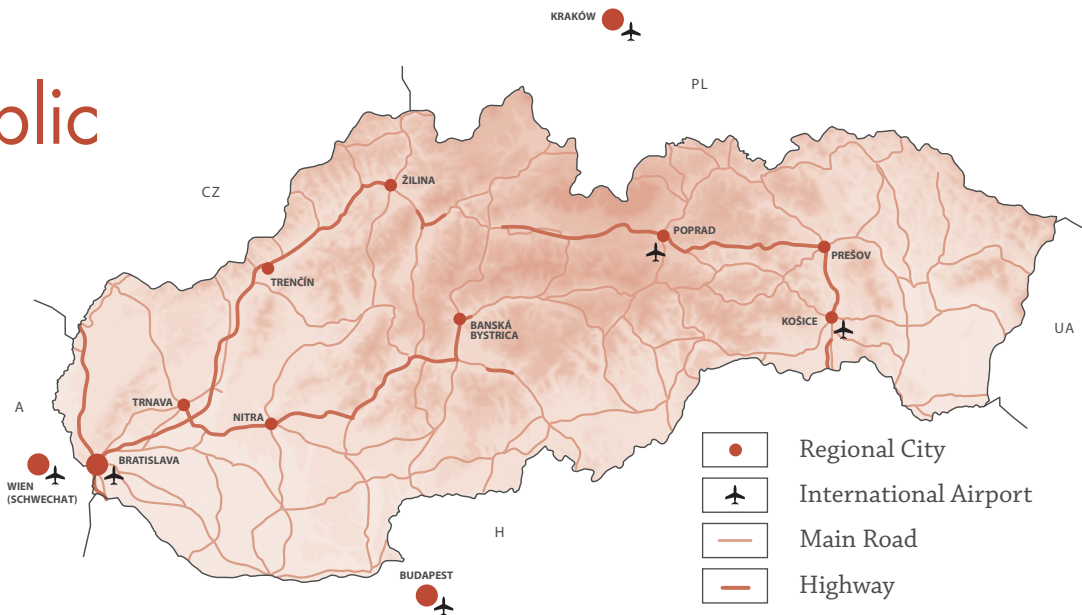 KRAKÓW
PL
olic
CZ
ŽILINA
POPRAD
PREŠOV
TRENČÍN
BANSKÁ
BYSTRICA
KOŠICE
UA
A
TRNAVA
NITRA
BRATISLAVA
WIEN
(SCHWECHAT)
H
BUDAPEST
Regional City
International Airport
Main Road
Highway